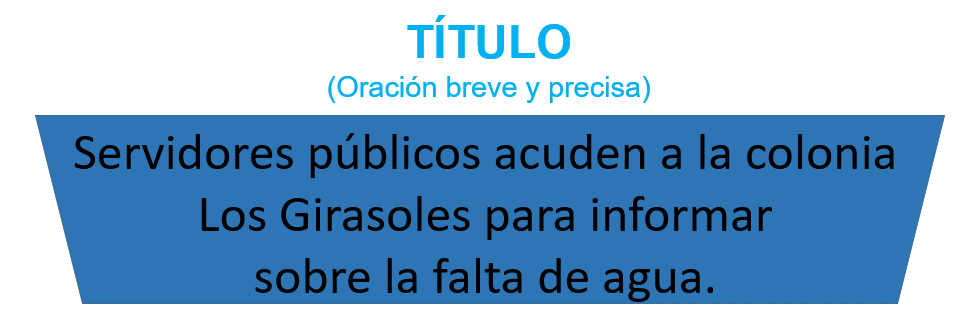 TÍTULO
(Oración breve y precisa)
Servidores públicos acuden a la colonia
Los Girasoles para informar
sobre la falta de agua.